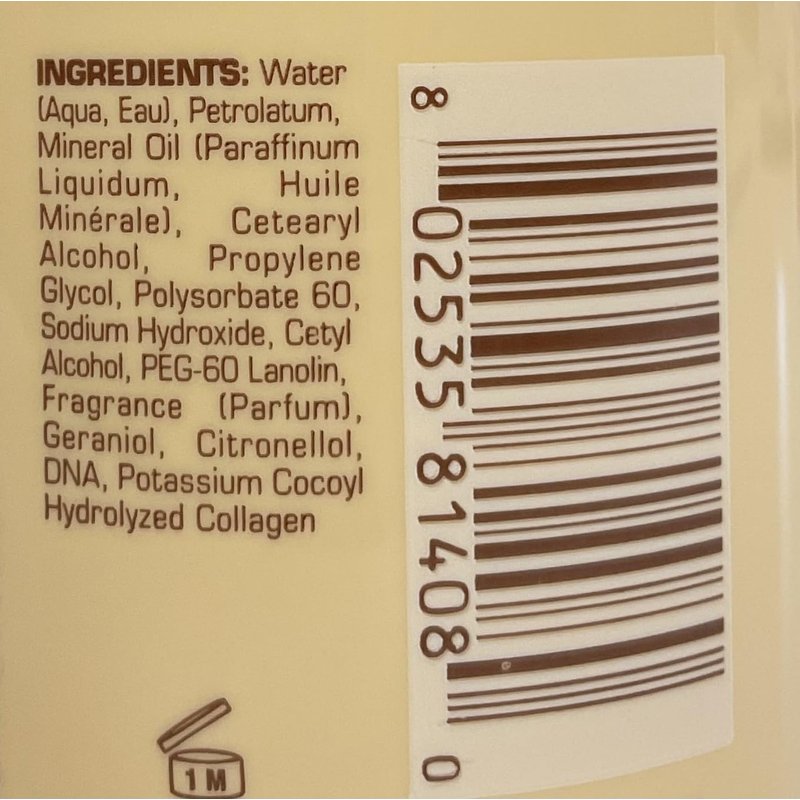 INGREDIENTS: Water
(Aqua, Eau), Petrolatum,
Mineral Oil (Paraffinum
Liquidum, Huile
Minérale), Cetearyl
Alcohol, Propylene
Glycol, Polysorbate 60,
Sodium Hydroxide, Cetyl
Alcohol, PEG-60 Lanolin,
Fragrance (Parfum),
Geraniol, Citronellol,
DNA, Potassium Cocoyl
Hydrolyzed Collagen
1 M
8 02535 81408 0